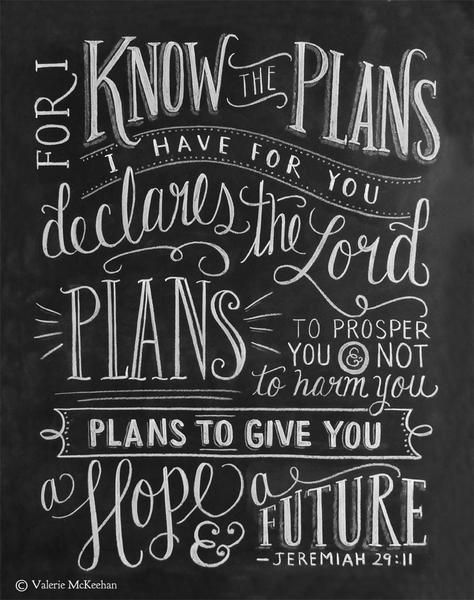 FOR I
KNOW THE PLANS
I HAVE FOR YOU
declares the Lord
PLANS
TO PROSPER
YOU & NOT
to harm you
PLANS TO GIVE YOU
a Hope & a
FUTURE
– JEREMIAH 29:11
© Valerie McKeehan